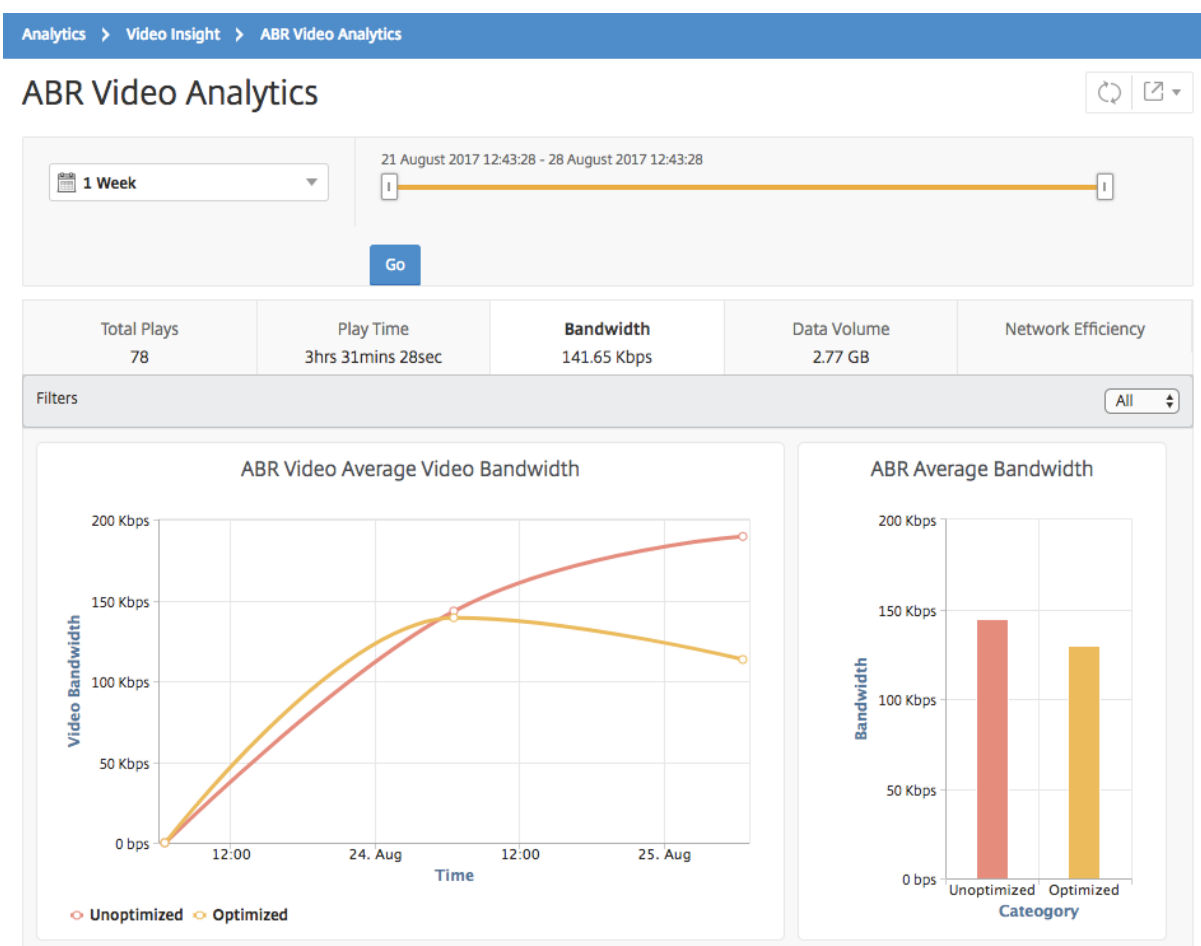 Analytics > Video Insight > ABR Video Analytics
ABR Video Analytics
21 August 2017 12:43:28 - 28 August 2017 12:43:28
1 Week
Go
Total Plays
78
Play Time
3hrs 31mins 28sec
Bandwidth
141.65 Kbps
Data Volume
2.77 GB
Network Efficiency
Filters
All
ABR Video Average Video Bandwidth
200 Kbps
150 Kbps
100 Kbps
50 Kbps
0 bps
Video Bandwidth
12:00
24. Aug
12:00
25. Aug
Time
Unoptimized
Optimized
ABR Average Bandwidth
200 Kbps
150 Kbps
100 Kbps
50 Kbps
0 bps
Bandwidth
Unoptimized
Optimized
Cateogory